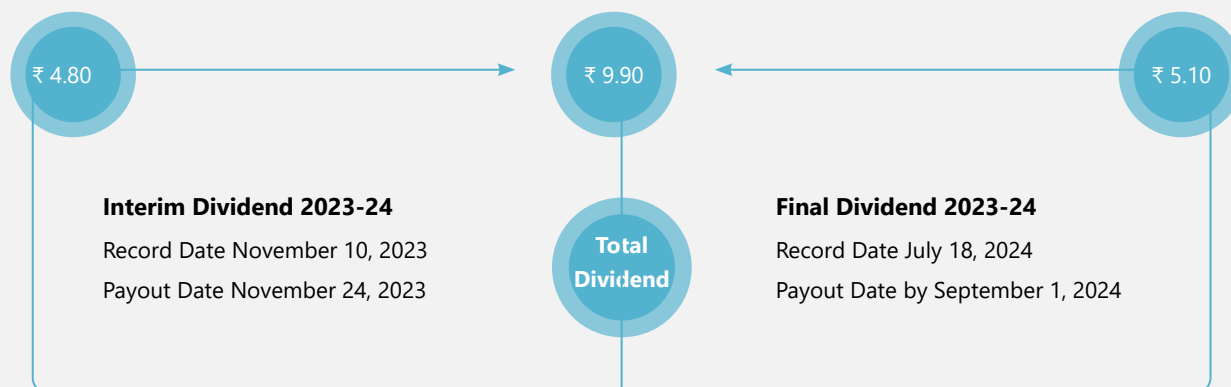 ₹ 4.80
₹ 9.90
₹ 5.10
Interim Dividend 2023-24
Record Date November 10, 2023
Payout Date November 24, 2023
Total
Dividend
Final Dividend 2023-24
Record Date July 18, 2024
Payout Date by September 1, 2024